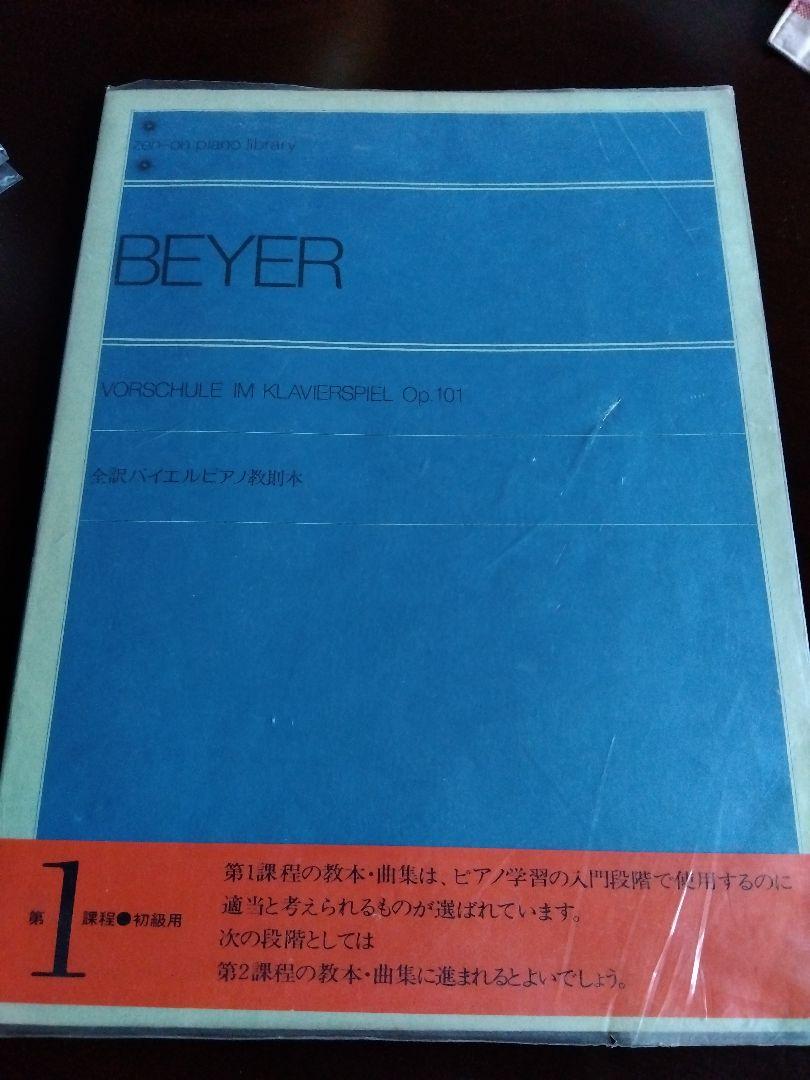 zen-on piano library
BEYER
VORSCHULE IM KLAVIERSPIEL Op.101
全訳バイエルピアノ教則本
第1課程●初級用
第1課程の教本・曲集は、ピアノ学習の入門段階で使用するのに
適当と考えられるものが選ばれています。
次の段階としては
第2課程の教本・曲集に進まれるとよいでしょう。